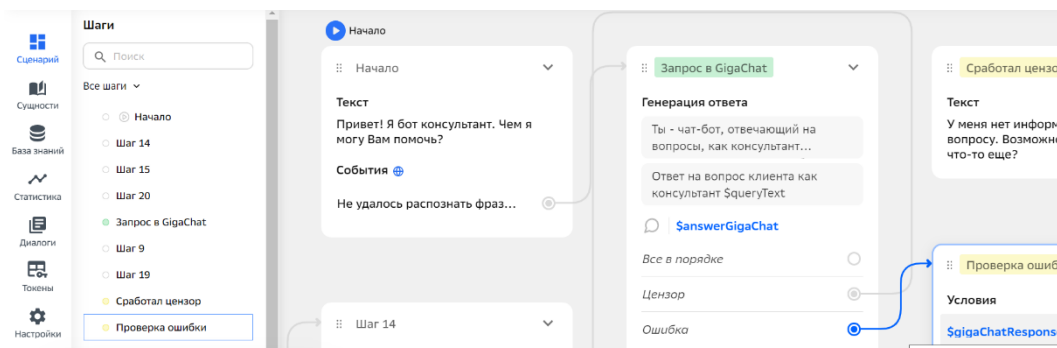 Сценарий
Сущности
База знаний
Статистика
Диалоги
Токены
Настройки
Шаги
Поиск
Все шаги
Начало
Шаг 14
Шаг 15
Шаг 20
Запрос в GigaChat
Шаг 9
Шаг 19
Сработал цензор
Проверка ошибки
Начало
Начало
Текст
Привет! Я бот консультант. Чем я
могу Вам помочь?
События
Не удалось распознать фраз...
Шаг 14
Запрос в GigaChat
Генерация ответа
Ты - чат-бот, отвечающий на
вопросы, как консультант...
Ответ на вопрос клиента как
консультант $queryText
$answerGigaChat
Все в порядке
Цензор
Ошибка
Сработал цензо
Текст
У меня нет информ
вопросу. Возможно
что-то еще?
Проверка ошиб
Условия
$gigaChatRespons